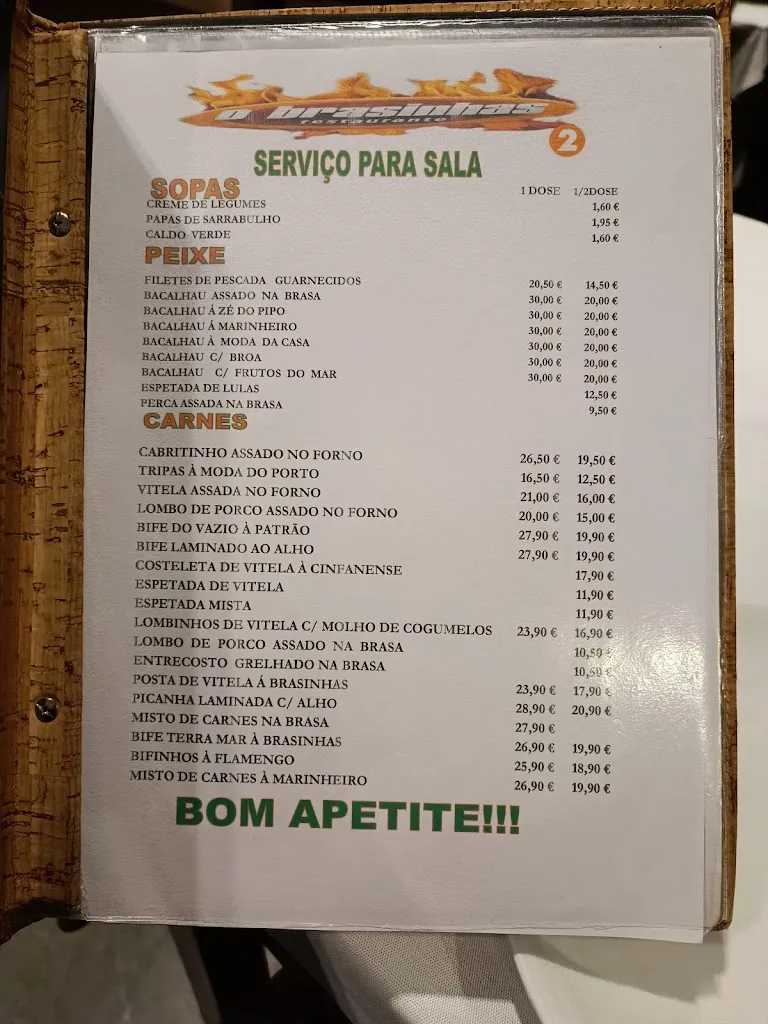 O brasinhas
restaurante
2
SERVIÇO PARA SALA
SOPAS 1 DOSE 1/2DOSE
CREME DE LEGUMES 1,60 €
PAPAS DE SARRABULHO 1,95 €
CALDO VERDE 1,60 €
PEIXE
FILETES DE PESCADA GUARNECIDOS 20,50 € 14,50 €
BACALHAU ASSADO NA BRASA 30,00 € 20,00 €
BACALHAU Á ZÉ DO PIPO 30,00 € 20,00 €
BACALHAU Á MARINHEIRO 30,00 € 20,00 €
BACALHAU À MODA DA CASA 30,00 € 20,00 €
BACALHAU C/ BROA 30,00 € 20,00 €
BACALHAU C/ FRUTOS DO MAR 30,00 € 20,00 €
ESPETADA DE LULAS 12,50 €
PERCA ASSADA NA BRASA 9,50 €
CARNES
CABRITINHO ASSADO NO FORNO 26,50 € 19,50 €
TRIPAS À MODA DO PORTO 16,50 € 12,50 €
VITELA ASSADA NO FORNO 21,00 € 16,00 €
LOMBO DE PORCO ASSADO NO FORNO 20,00 € 15,00 €
BIFE DO VAZIO À PATRÃO 27,90 € 19,90 €
BIFE LAMINADO AO ALHO 27,90 € 19,90 €
COSTELETA DE VITELA À CINFANENSE 17,90 €
ESPETADA DE VITELA 11,90 €
ESPETADA MISTA 11,90 €
LOMBINHOS DE VITELA C/ MOLHO DE COGUMELOS 23,90 € 16,90 €
LOMBO DE PORCO ASSADO NA BRASA 10,50 €
ENTRECOSTO GRELHADO NA BRASA 10,50 €
POSTA DE VITELA Á BRASINHAS 23,90 € 17,90 €
PICANHA LAMINADA C/ ALHO 28,90 € 20,90 €
MISTO DE CARNES NA BRASA 27,90 €
BIFE TERRA MAR À BRASINHAS 26,90 € 19,90 €
BIFINHOS À FLAMENGO 25,90 € 18,90 €
MISTO DE CARNES À MARINHEIRO 26,90 € 19,90 €
BOM APETITE!!!